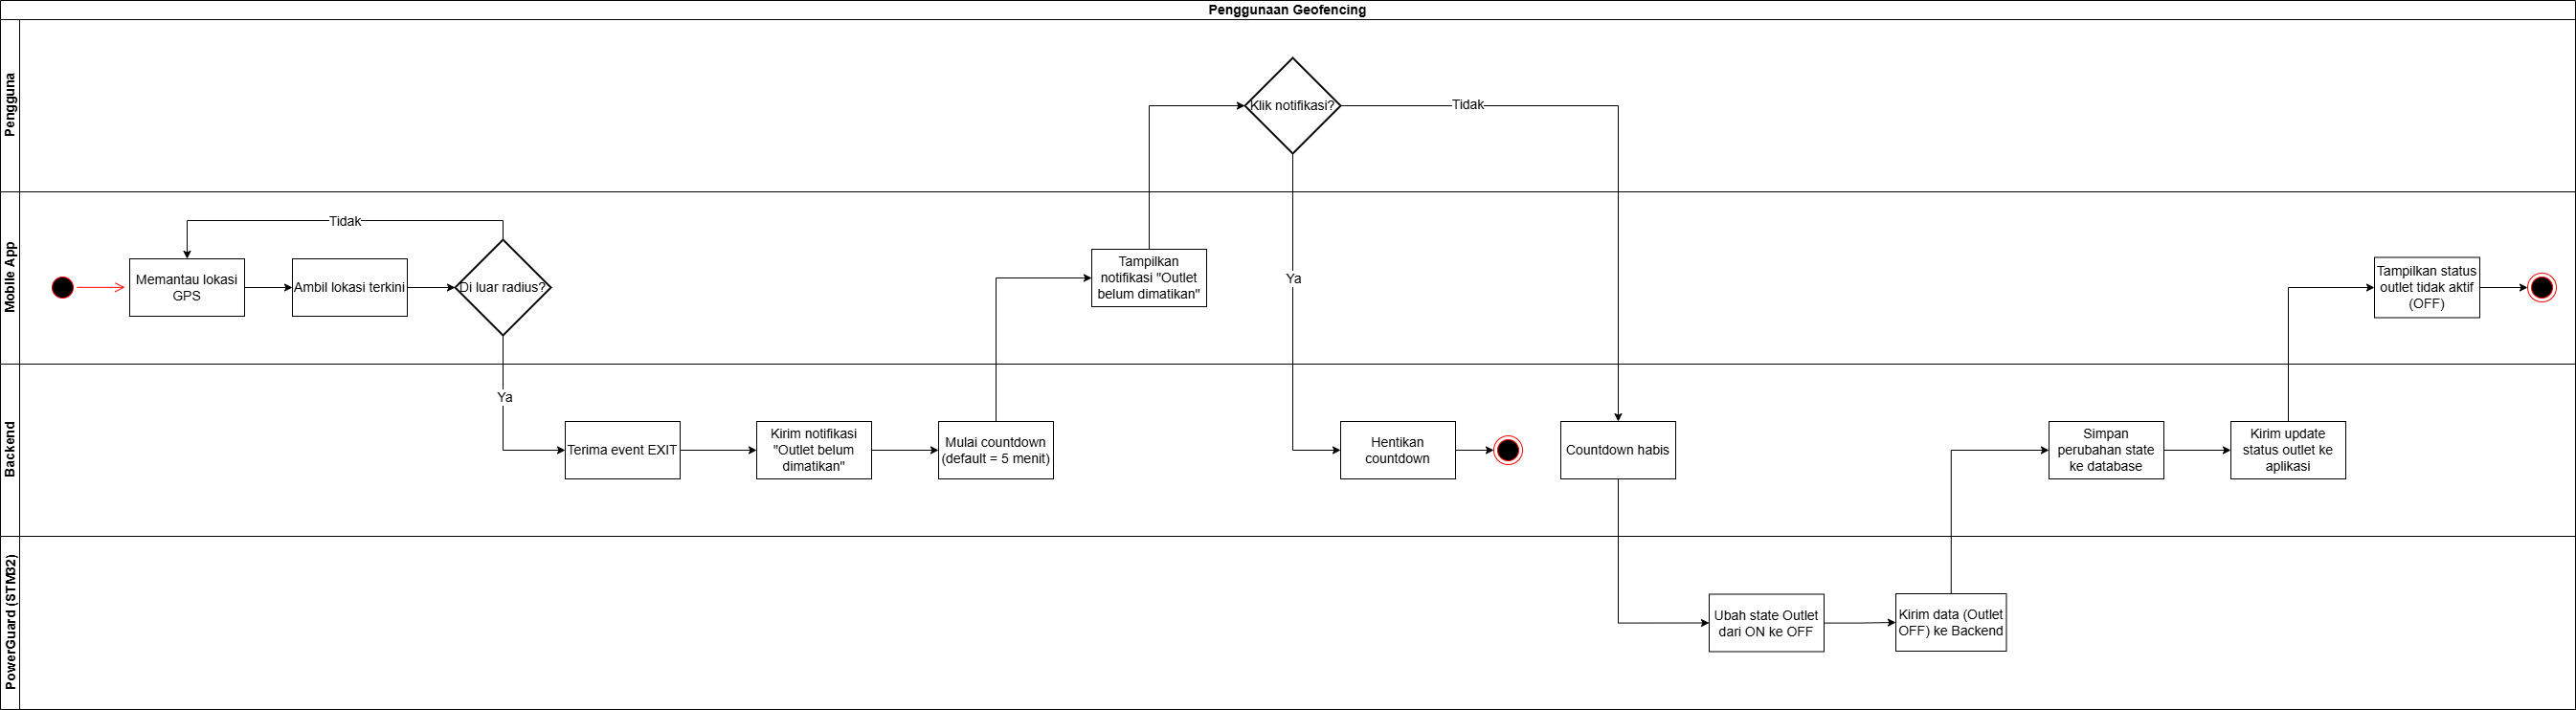 Penggunaan Geofencing
Pengguna
Klik notifikasi?
Tidak
Mobile App
Tidak
Memantau lokasi
GPS
Ambil lokasi terkini
Di luar radius?
Tampilkan
notifikasi "Outlet
belum dimatikan"
Ya
Tampilkan status
outlet tidak aktif
(OFF)
Backend
Ya
Terima event EXIT
Kirim notifikasi
"Outlet belum
dimatikan"
Mulai countdown
(default = 5 menit)
Hentikan
countdown
Countdown habis
Simpan
perubahan state
ke database
Kirim update
status outlet ke
aplikasi
PowerGuard (STM32)
Ubah state Outlet
dari ON ke OFF
Kirim data (Outlet
OFF) ke Backend